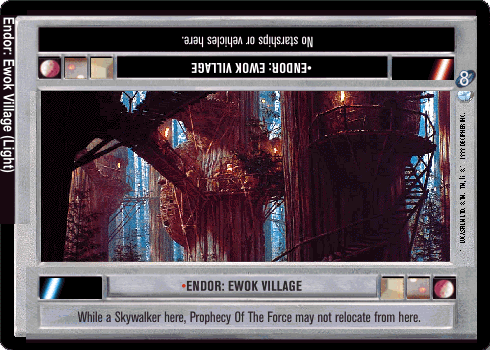 No starships or vehicles here.
•ENDOR: EWOK VILLAGE
8
Endor: Ewok Village (Light)
•ENDOR: EWOK VILLAGE
While a Skywalker here, Prophecy Of The Force may not relocate from here.